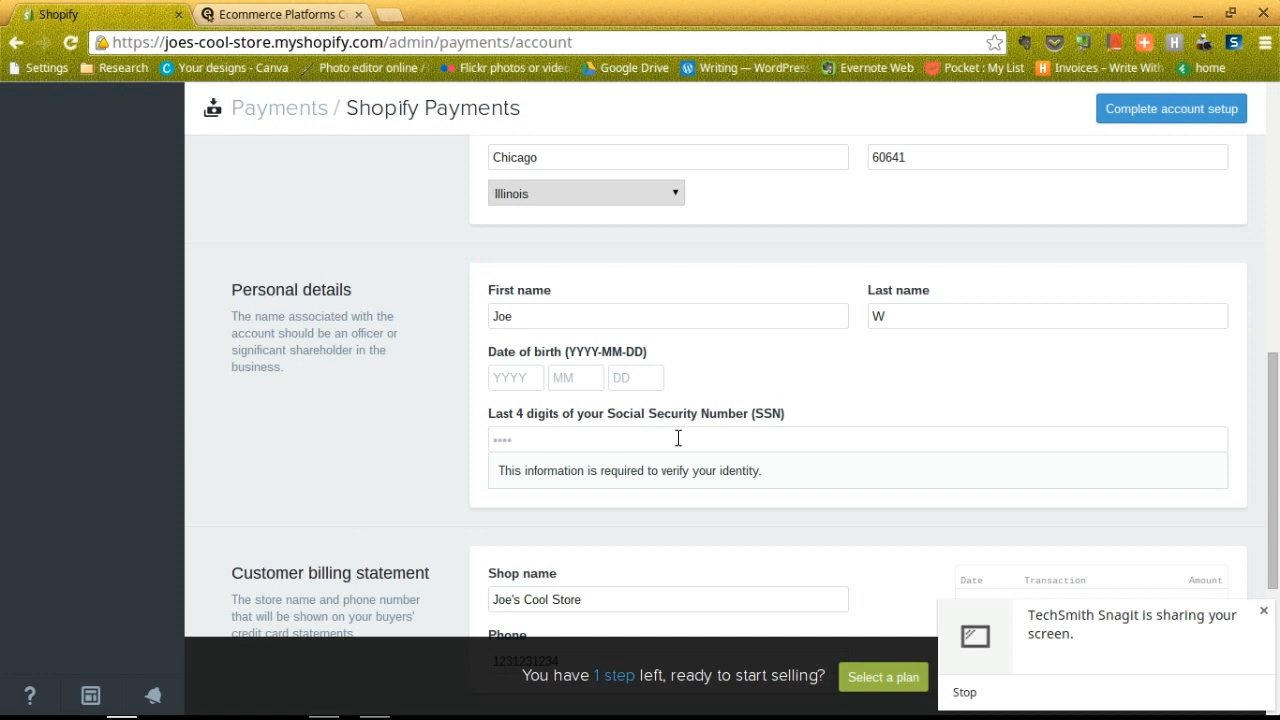 Shopify
Ecommerce Platforms C
https://joes-cool-store.myshopify.com/admin/payments/account
Settings Research Your designs - Canva Photo editor online / Flickr photos or vide Google Drive Writing — WordPres Evernote Web Pocket : My List Invoices – Write With home
Payments / Shopify Payments
Complete account setup
Chicago 60641
Illinois
Personal details
The name associated with the
account should be an officer or
significant shareholder in the
business.
First name Last name
Joe W
Date of birth (YYYY-MM-DD)
YYYY MM DD
Last 4 digits of your Social Security Number (SSN)
••••
This information is required to verify your identity.
Customer billing statement
The store name and phone number
that will be shown on your buyers'
credit card statements.
Shop name
Joe's Cool Store
Phone
1231231234
Date Transaction Amount
You have 1 step left, ready to start selling? Select a plan
TechSmith Snagit is sharing your
screen.
Stop